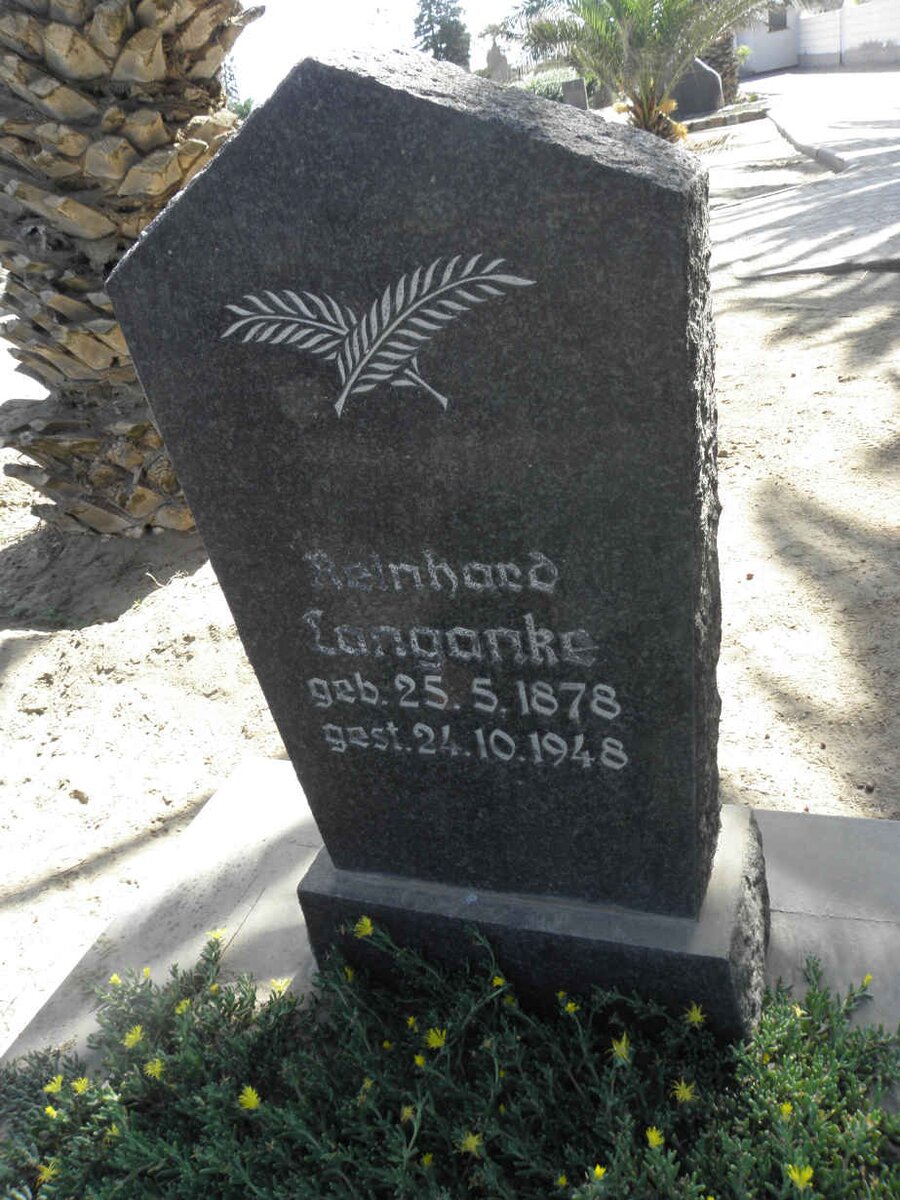 Reinhard
Langanke
geb. 25. 5. 1878
gest. 24. 10. 1948